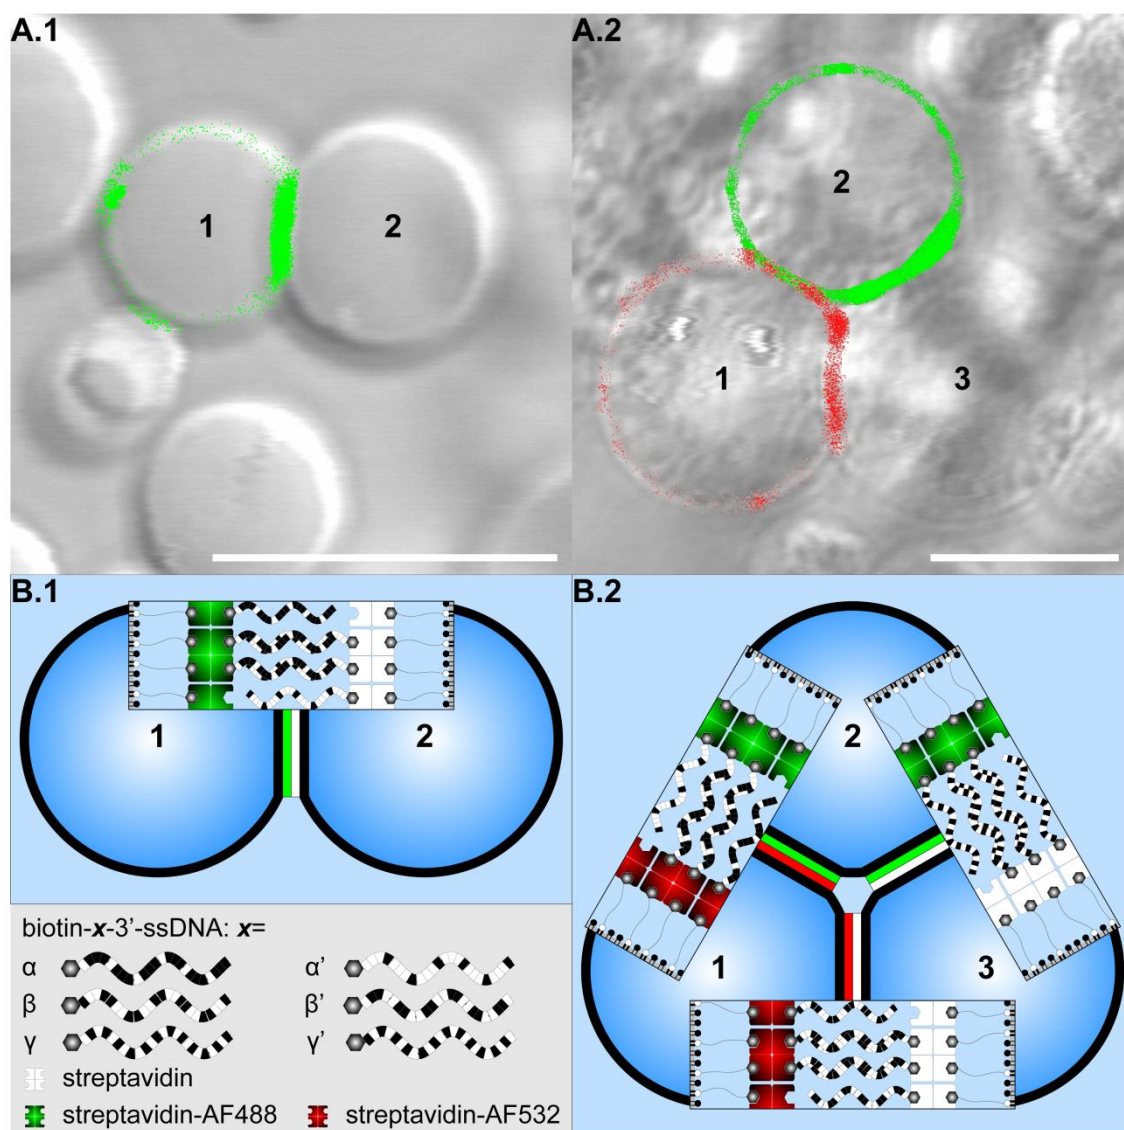 A.1
A.2
1
2
2
1
3
B.1
B.2
1
2
2
1
3
biotin-x-3'-ssDNA: x=
α
α'
β
β'
γ
γ'
streptavidin
streptavidin-AF488
streptavidin-AF532